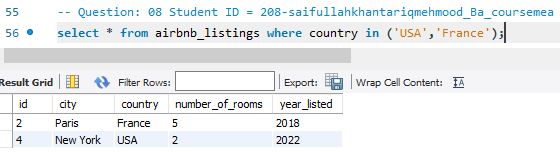 55 -- Question: 08 Student ID = 208-saifullahkhantariqmehmood_Ba_coursemea
56 select * from airbnb_listings where country in ('USA','France');
Result Grid Filter Rows: Export: Wrap Cell Content:
id city country number_of_rooms year_listed
2 Paris France 5 2018
4 New York USA 2 2022